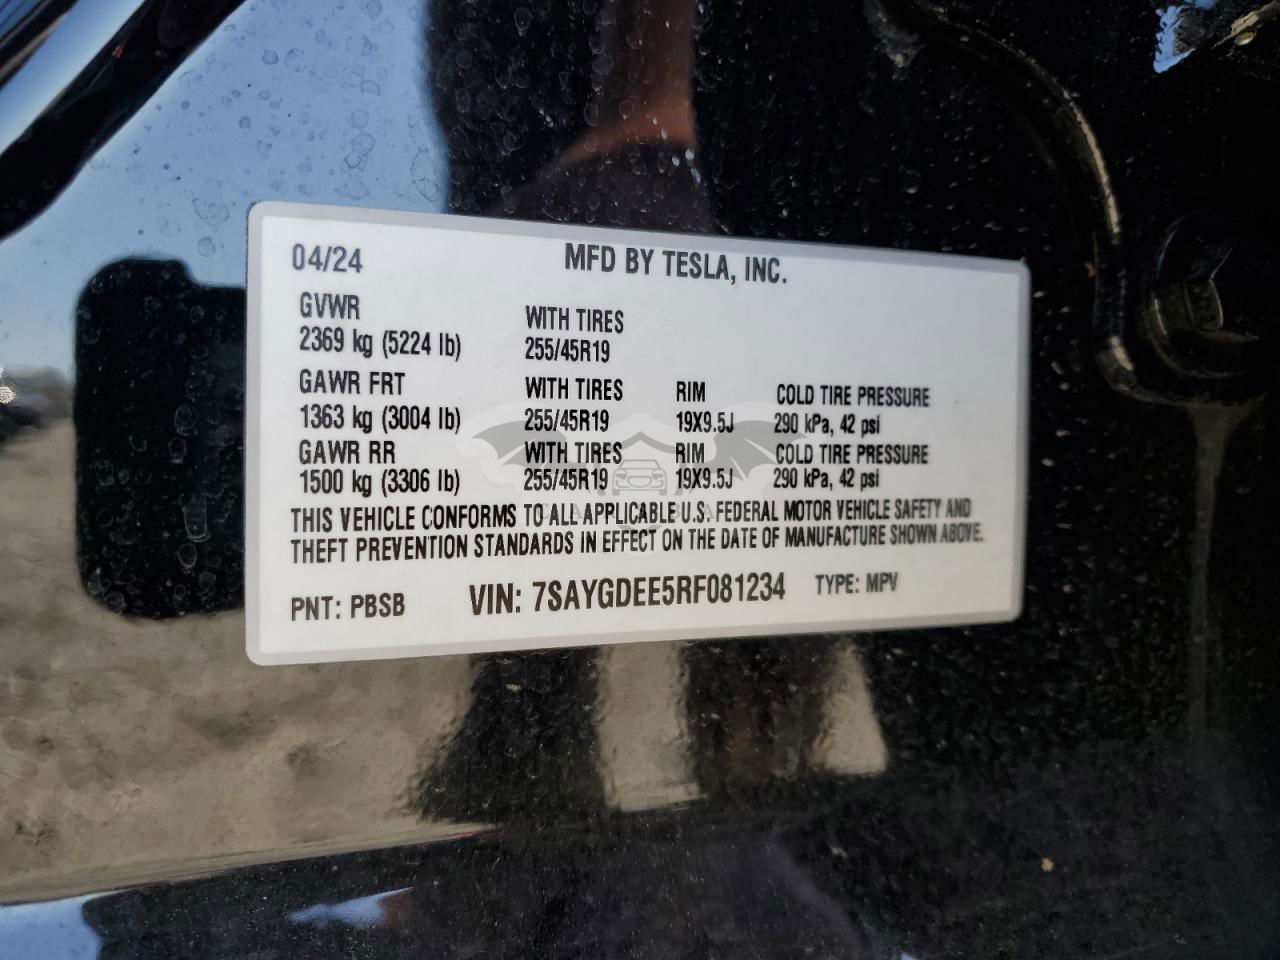 04/24 MFD BY TESLA, INC.
GVWR WITH TIRES
2369 kg (5224 lb) 255/45R19
GAWR FRT WITH TIRES RIM COLD TIRE PRESSURE
1363 kg (3004 lb) 255/45R19 19X9.5J 290 kPa, 42 psi
GAWR RR WITH TIRES RIM COLD TIRE PRESSURE
1500 kg (3306 lb) 255/45R19 19X9.5J 290 kPa, 42 psi
THIS VEHICLE CONFORMS TO ALL APPLICABLE U.S. FEDERAL MOTOR VEHICLE SAFETY AND
THEFT PREVENTION STANDARDS IN EFFECT ON THE DATE OF MANUFACTURE SHOWN ABOVE.
PNT: PBSB VIN: 7SAYGDEE5RF081234 TYPE: MPV